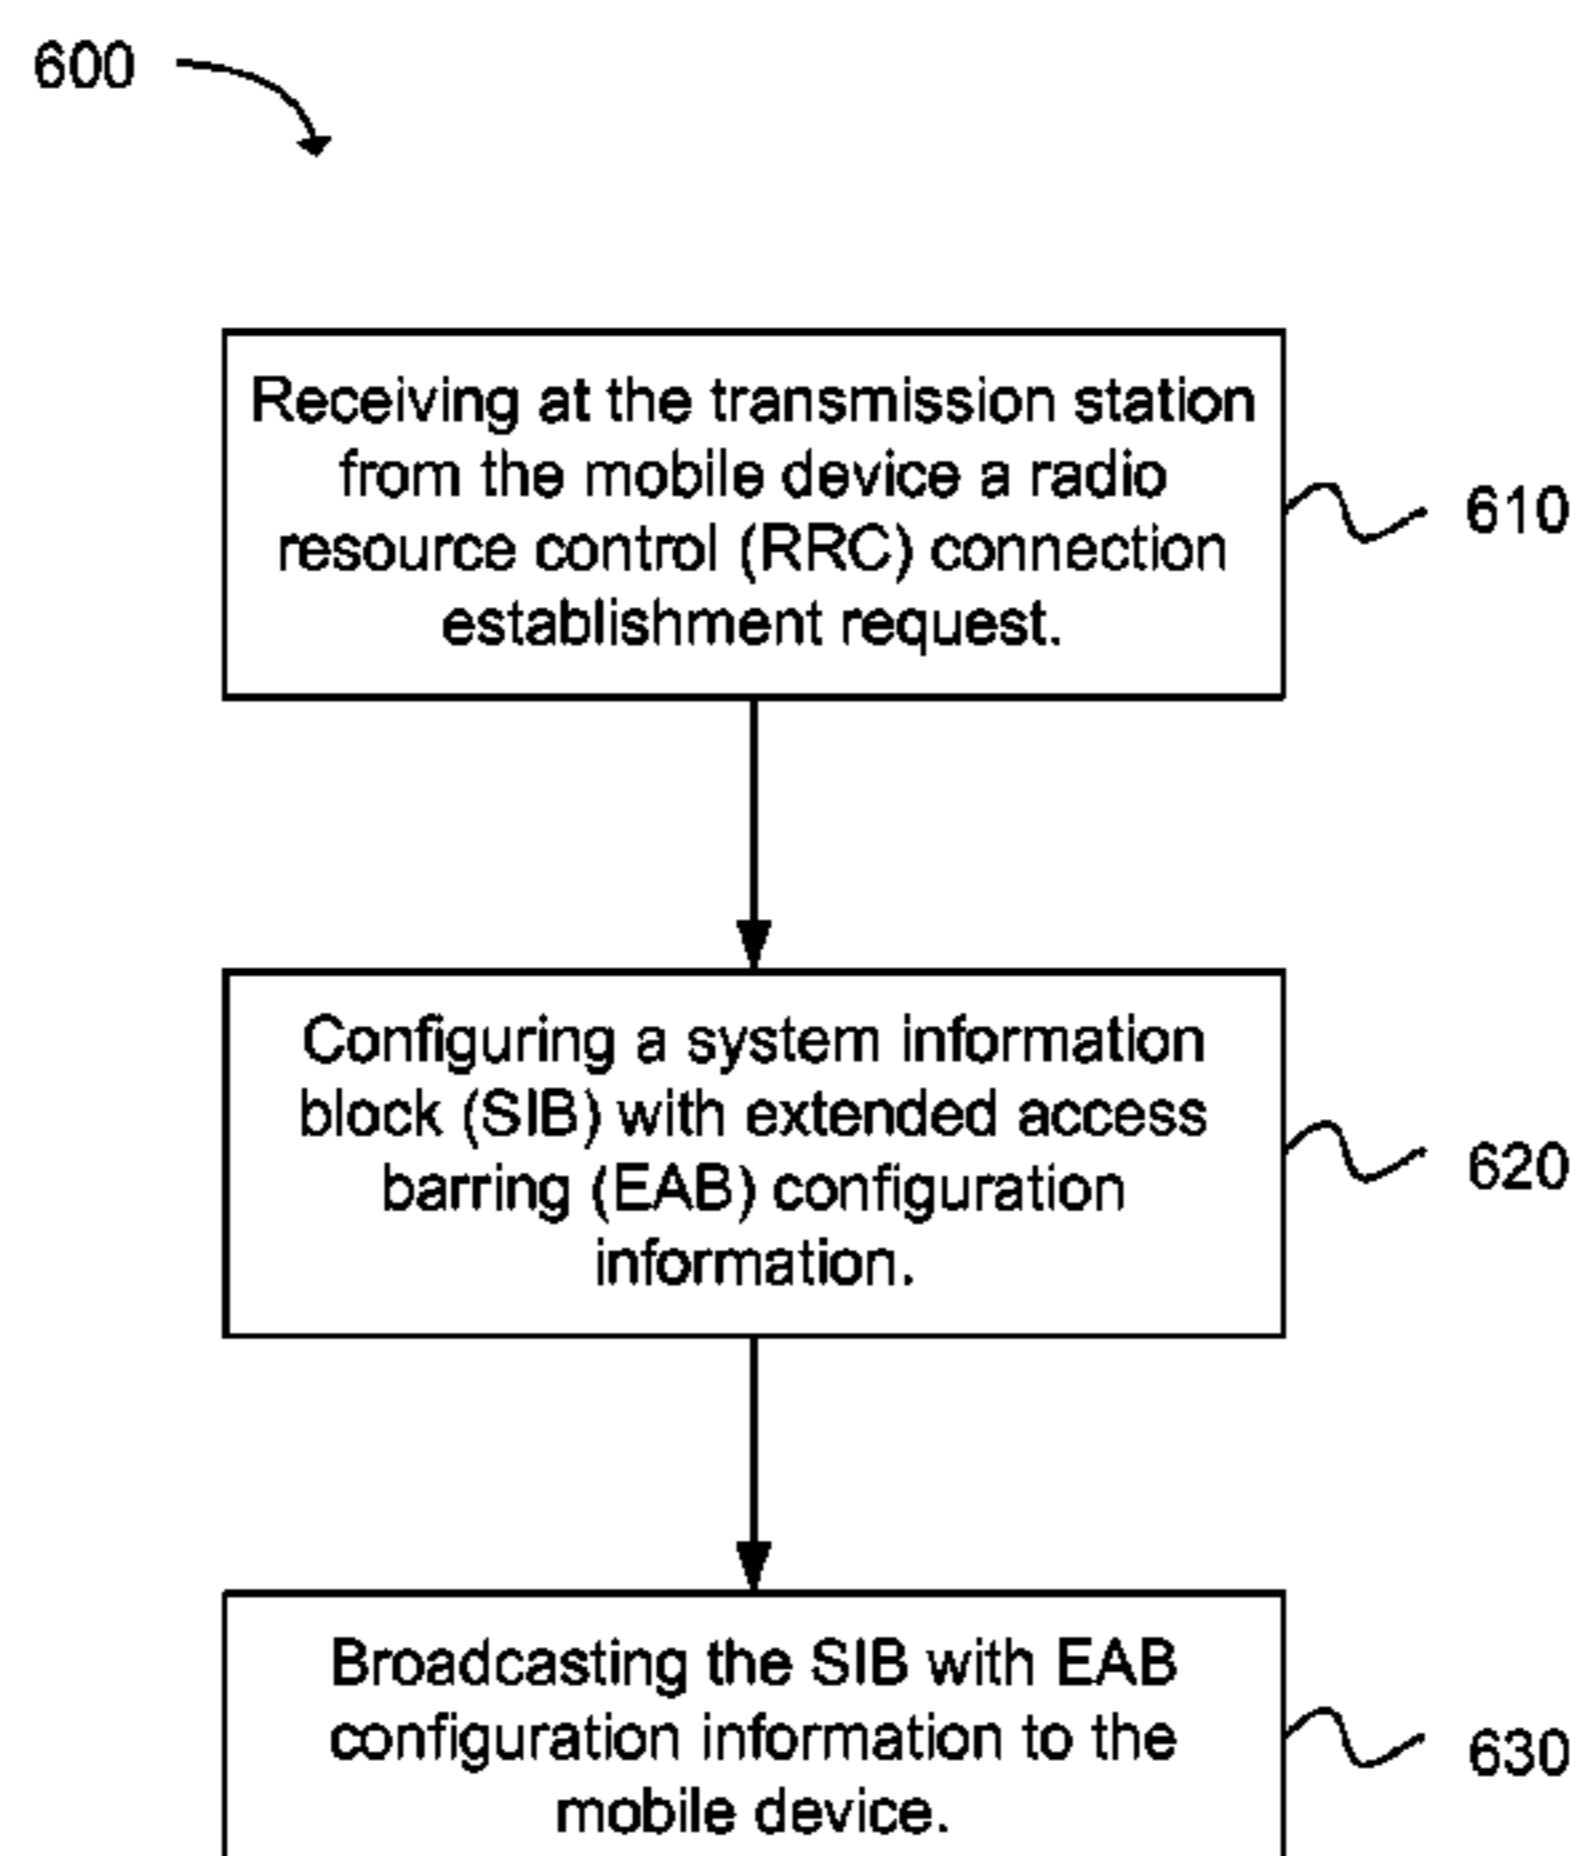 600
Receiving at the transmission station
from the mobile device a radio
resource control (RRC) connection
establishment request.
610
Configuring a system information
block (SIB) with extended access
barring (EAB) configuration
information.
620
Broadcasting the SIB with EAB
configuration information to the
mobile device.
630